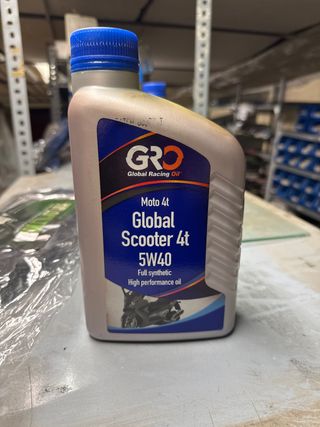 GRO
Global Racing Oil
Moto 4t
Global
Scooter 4t
5W40
Full synthetic
High performance oil